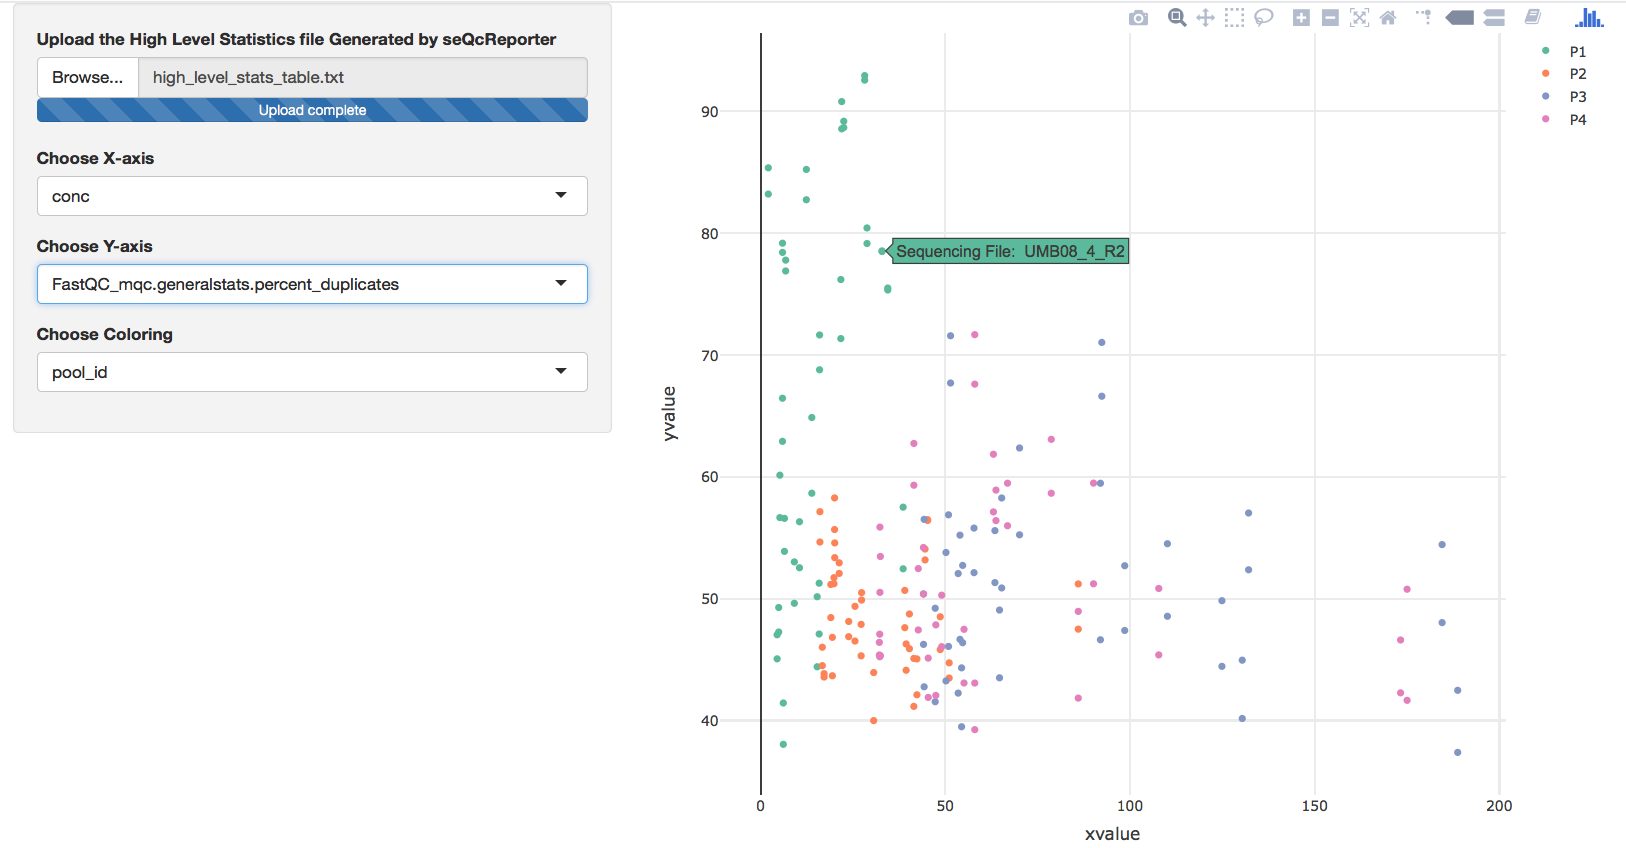 Upload the High Level Statistics file Generated by seQcReporter
Browse... high_level_stats_table.txt
Upload complete
Choose X-axis
conc
Choose Y-axis
FastQC_mqc.generalstats.percent_duplicates
Choose Coloring
pool_id
P1
P2
P3
P4
90
80
70
60
50
40
yvalue
Sequencing File: UMB08_4_R2
0 50 100 150 200
xvalue